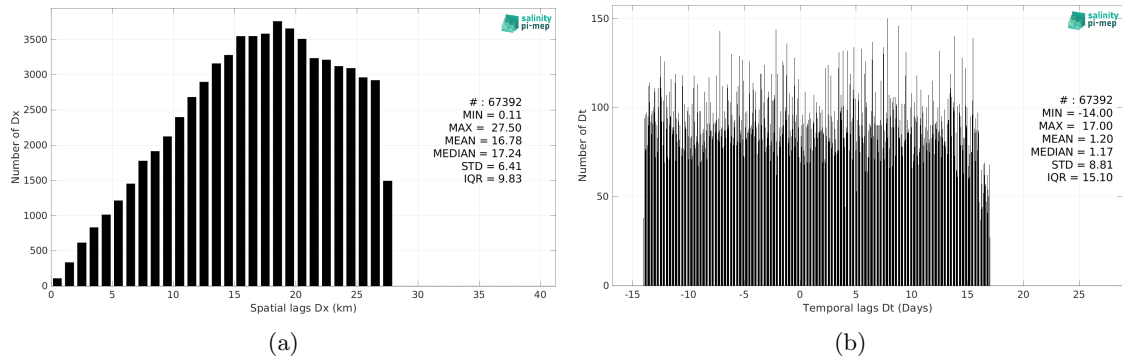 salinity
pi-mep
3500
3000
2500
2000
1500
1000
500
0
Number of Dx
# : 67392
MIN = 0.11
MAX = 27.50
MEAN = 16.78
MEDIAN = 17.24
STD = 6.41
IQR = 9.83
0 5 10 15 20 25 30 35 40
Spatial lags Dx (km)
(a)
salinity
pi-mep
150
100
50
0
Number of Dt
# : 67392
MIN = -14.00
MAX = 17.00
MEAN = 1.20
MEDIAN = 1.17
STD = 8.81
IQR = 15.10
-15 -10 -5 0 5 10 15 20 25
Temporal lags Dt (Days)
(b)